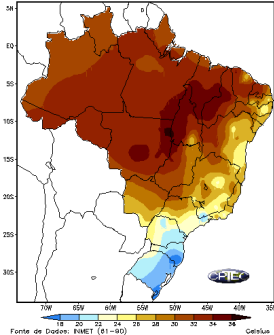 5N
EQ
5S
10S
15S
20S
25S
30S
70W 65W 60W 55W 50W 45W 40W 35W
CPTEC
18 20 22 24 26 28 30 32 34 36
Fonte de Dados: INMET (61-90) Celsius